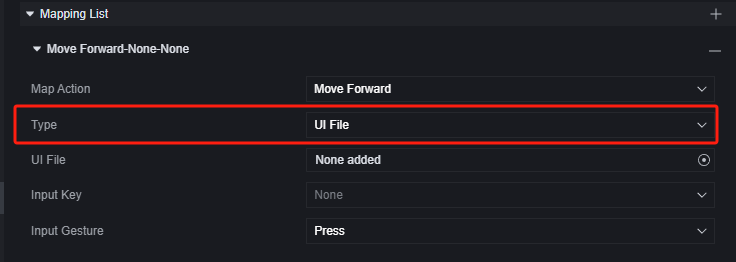 Mapping List
Move Forward-None-None
Map Action Move Forward
Type UI File
UI File None added
Input Key None
Input Gesture Press